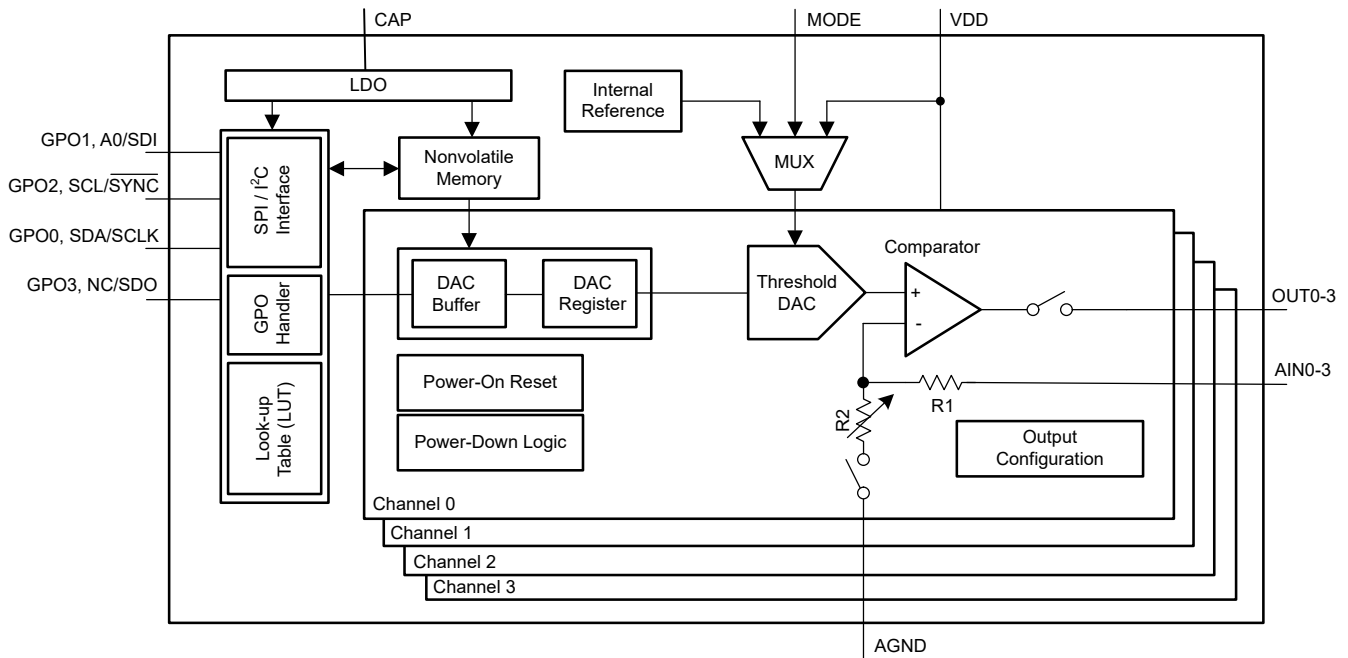 CAP
MODE
VDD
LDO
Internal
Reference
GPO1, A0/SDI
GPO2, SCL/SYNC
GPO0, SDA/SCLK
GPO3, NC/SDO
SPI / I²C
Interface
GPO
Handler
Look-up
Table (LUT)
Nonvolatile
Memory
MUX
DAC
Buffer
DAC
Register
Threshold
DAC
Comparator
+
-
OUT0-3
AIN0-3
R1
R2
Power-On Reset
Power-Down Logic
Output
Configuration
Channel 0
Channel 1
Channel 2
Channel 3
AGND